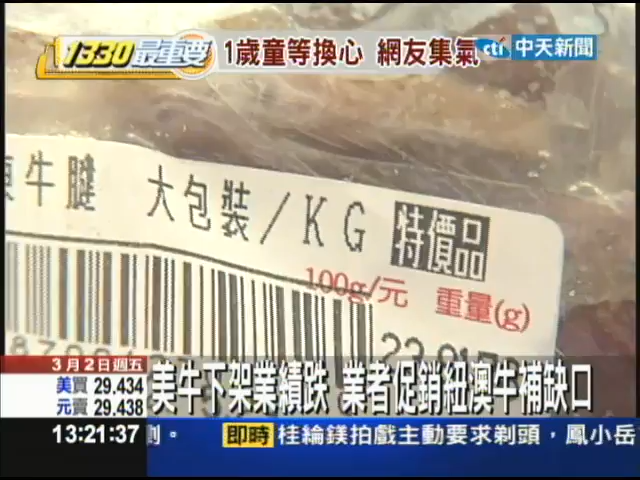 1330最重要
1歲童等換心 網友集氣
cti 中天新聞
牛腱 大包裝/KG 特價品
100g/元 重量(g)
3月2日週五
美買 29,434
元賣 29,438
美牛下架業績跌 業者促銷紐澳牛補缺口
13:21:37
。 即時 桂綸鎂拍戲主動要求剃頭，鳳小岳